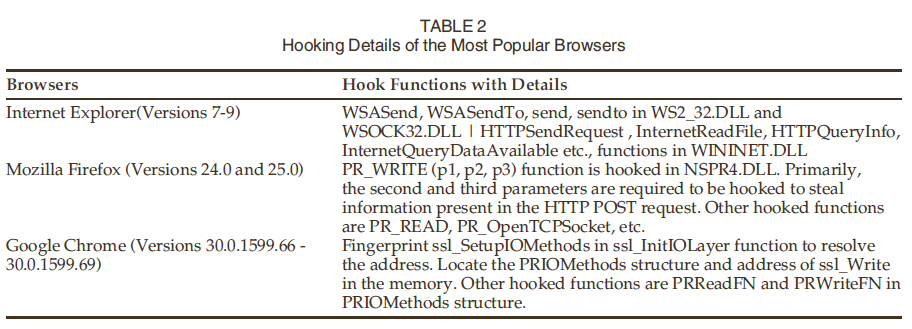 TABLE 2
Hooking Details of the Most Popular Browsers
Browsers Hook Functions with Details
Internet Explorer(Versions 7-9) WSASend, WSASendTo, send, sendto in WS2_32.DLL and
WSOCK32.DLL | HTTPSendRequest , InternetReadFile, HTTPQueryInfo,
InternetQueryDataAvailable etc., functions in WININET.DLL
Mozilla Firefox (Versions 24.0 and 25.0) PR_WRITE (p1, p2, p3) function is hooked in NSPR4.DLL. Primarily,
the second and third parameters are required to be hooked to steal
information present in the HTTP POST request. Other hooked functions
are PR_READ, PR_OpenTCPSocket, etc.
Google Chrome (Versions 30.0.1599.66 - Fingerprint ssl_SetupIOMethods in ssl_InitIOLayer function to resolve
30.0.1599.69) the address. Locate the PRIOMethods structure and address of ssl_Write
in the memory. Other hooked functions are PRReadFN and PRWriteFN in
PRIOMethods structure.